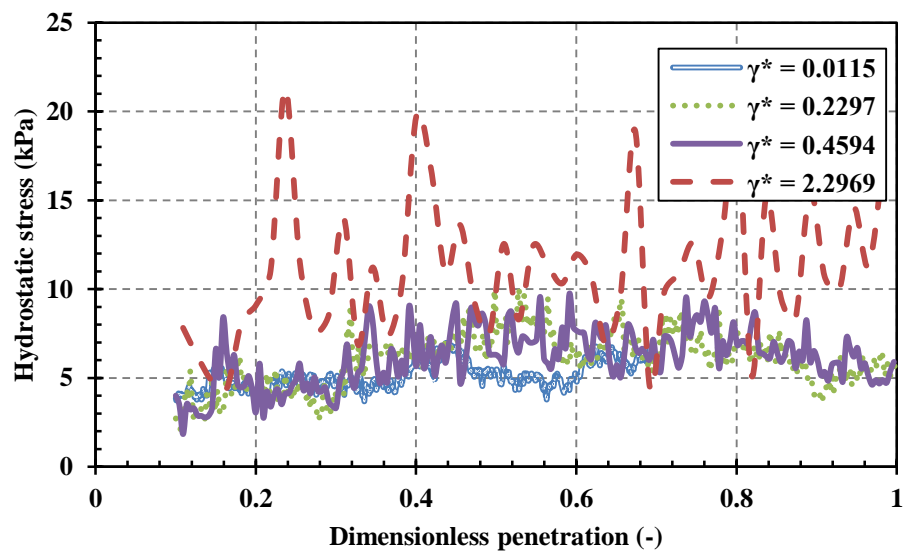 25
20
15
10
5
0
Hydrostatic stress (kPa)
γ* = 0.0115
γ* = 0.2297
γ* = 0.4594
γ* = 2.2969
0 0.2 0.4 0.6 0.8 1
Dimensionless penetration (-)